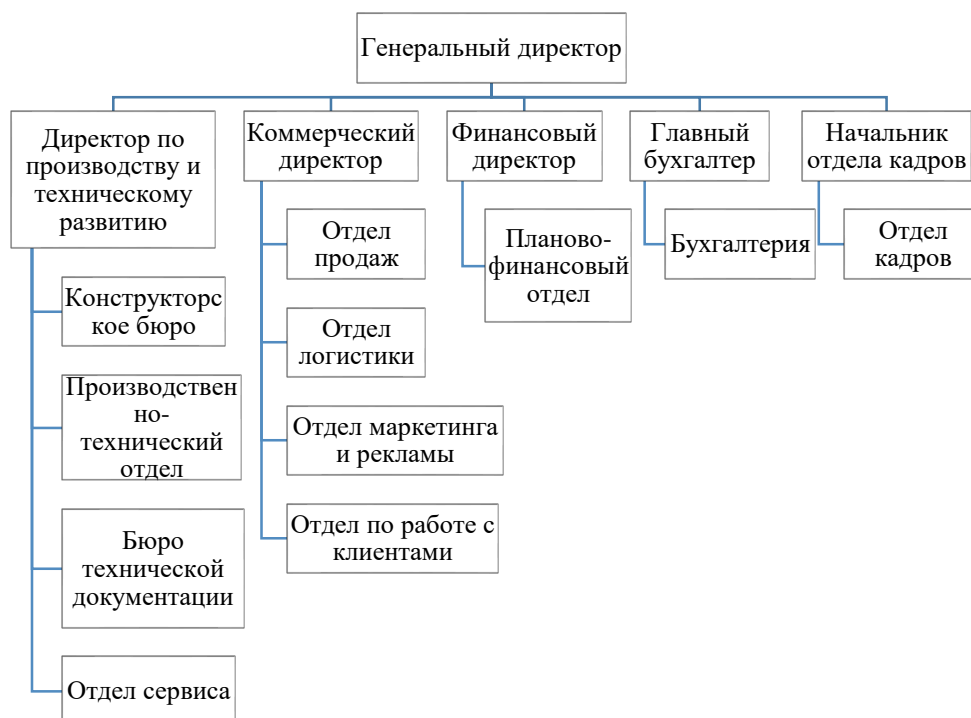 Генеральный
директор
Директор по
производству и
техническому
развитию
Коммерческий
директор
Финансовый
директор
Главный
бухгалтер
Начальник
отдела кадров
Конструкторс
кое бюро
Производствен
но-
технический
отдел
Бюро
технической
документации
Отдел сервиса
Отдел
продаж
Отдел
логистики
Отдел маркетинга
и рекламы
Отдел по работе с
клиентами
Планово-
финансовый
отдел
Бухгалтерия
Отдел
кадров